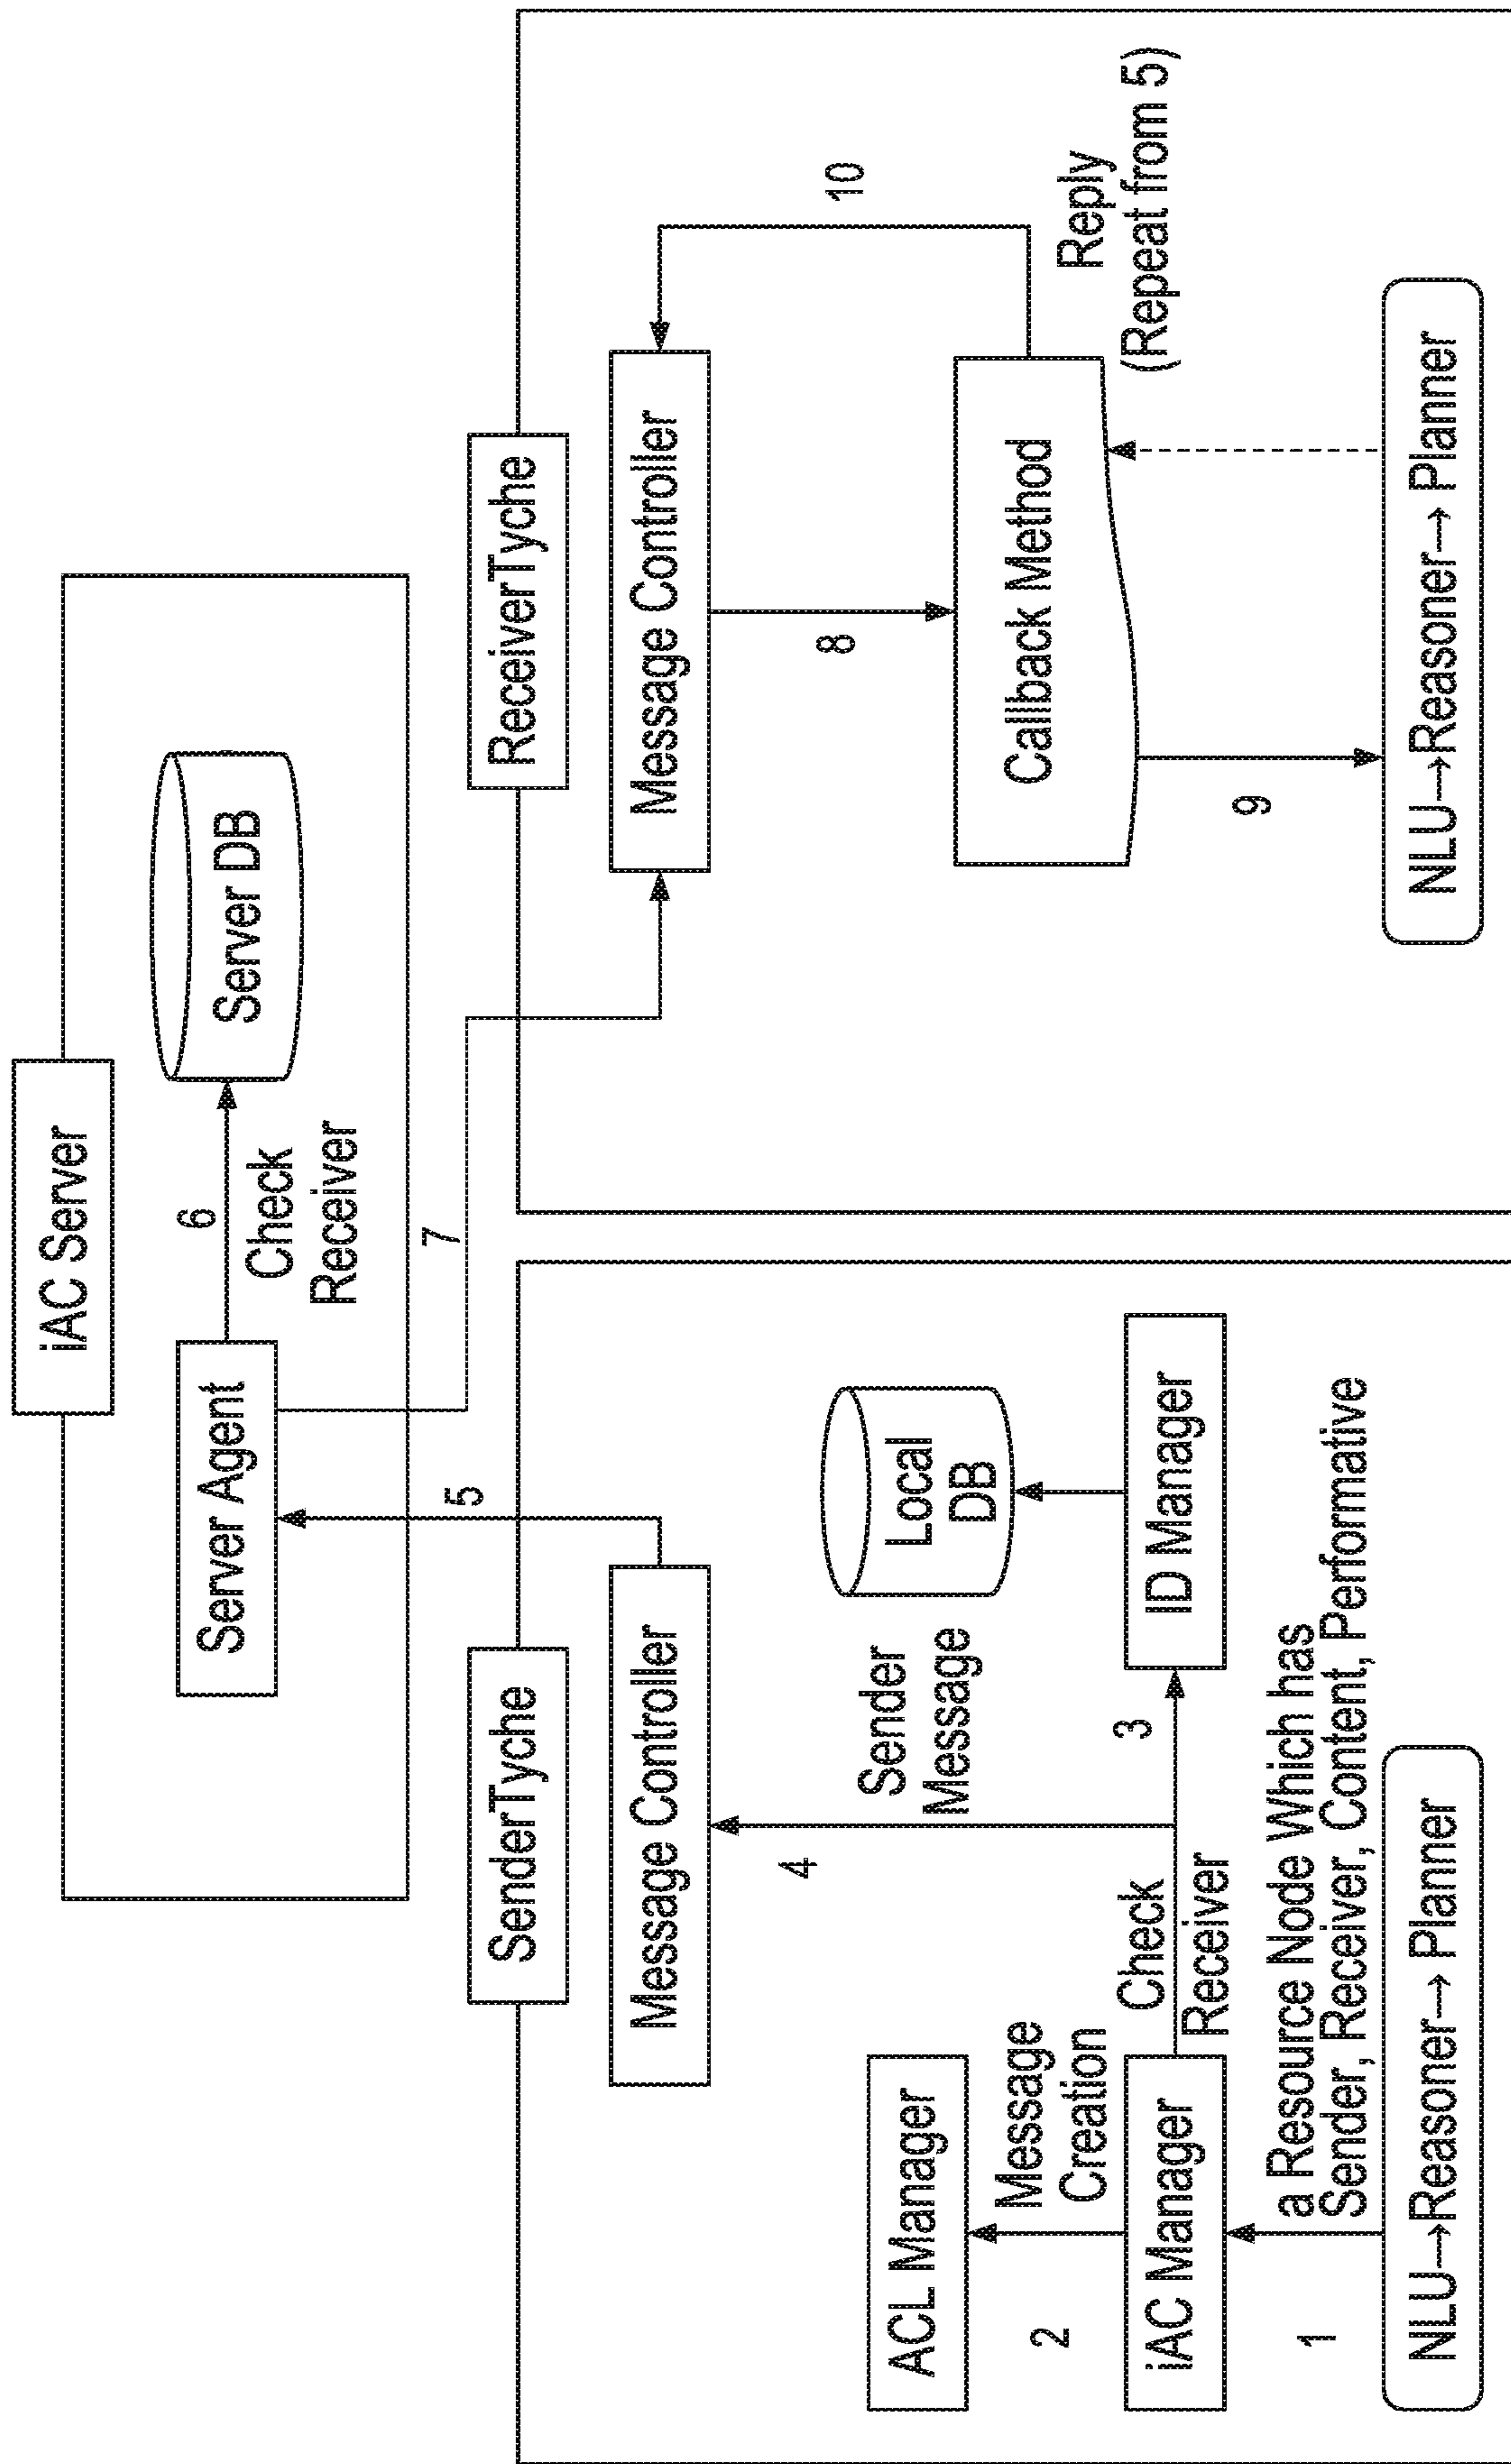 iAC Server
Server Agent
6
Check
Receiver
Server DB
5
7
SenderTyche
Message Controller
4
Sender
Message
Local
DB
ACL Manager
2
Message
Creation
iAC Manager
Check
Receiver
3
ID Manager
1
a Resource Node Which has
Sender, Receiver, Content, Performative
NLU→Reasoner→ Planner
ReceiverTyche
Message Controller
8
10
Callback Method
Reply
(Repeat from 5)
9
NLU→Reasoner→ Planner